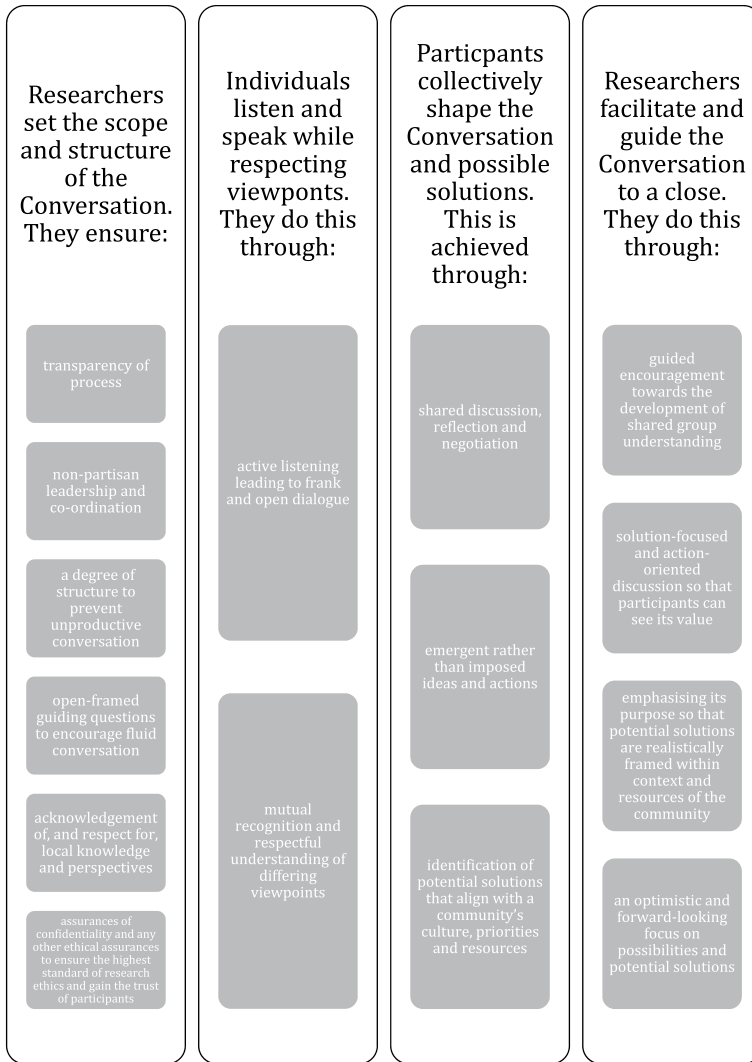 Researchers
set the scope
and structure
of the
Conversation.
They ensure:
transparency of
process
non-partisan
leadership and
co-ordination
a degree of
structure to
prevent
unproductive
conversation
open-framed
guiding questions
to encourage fluid
conversation
acknowledgement
of, and respect for,
local knowledge
and perspectives
assurances of
confidentiality and any
other ethical assurances
to ensure the highest
standard of research
ethics and gain the trust
of participants
Individuals
listen and
speak while
respecting
viewponts.
They do this
through:
active listening
leading to frank
and open dialogue
mutual
recognition and
respectful
understanding of
differing
viewpoints
Particpants
collectively
shape the
Conversation
and possible
solutions.
This is
achieved
through:
shared discussion,
reflection and
negotiation
emergent rather
than imposed
ideas and actions
identification of
potential solutions
that align with a
community's
culture, priorities
and resources
Researchers
facilitate and
guide the
Conversation
to a close.
They do this
through:
guided
encouragement
towards the
development of
shared group
understanding
solution-focused
and action-
oriented
discussion so that
participants can
see its value
emphasising its
purpose so that
potential solutions
are realistically
framed within
context and
resources of the
community
an optimistic and
forward-looking
focus on
possibilities and
potential solutions